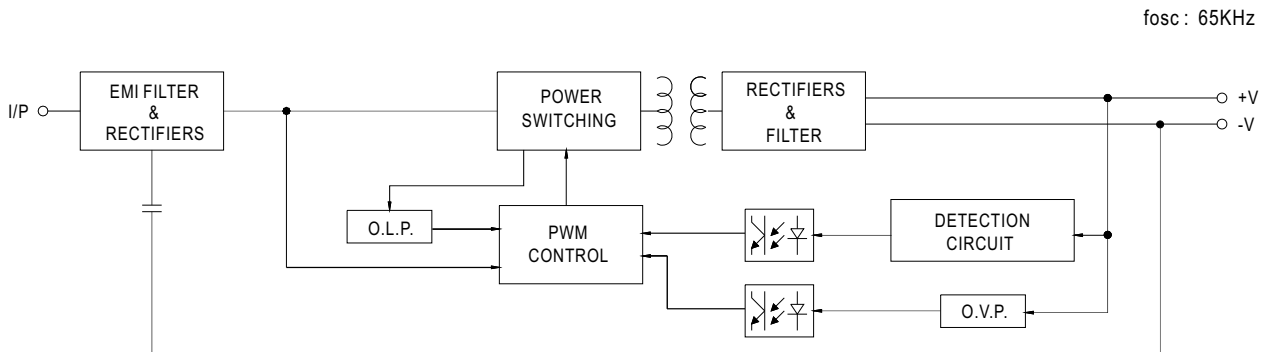 fosc : 65KHz
I/P
EMI FILTER
&
RECTIFIERS
POWER
SWITCHING
RECTIFIERS
&
FILTER
+V
-V
O.L.P.
PWM
CONTROL
DETECTION
CIRCUIT
O.V.P.